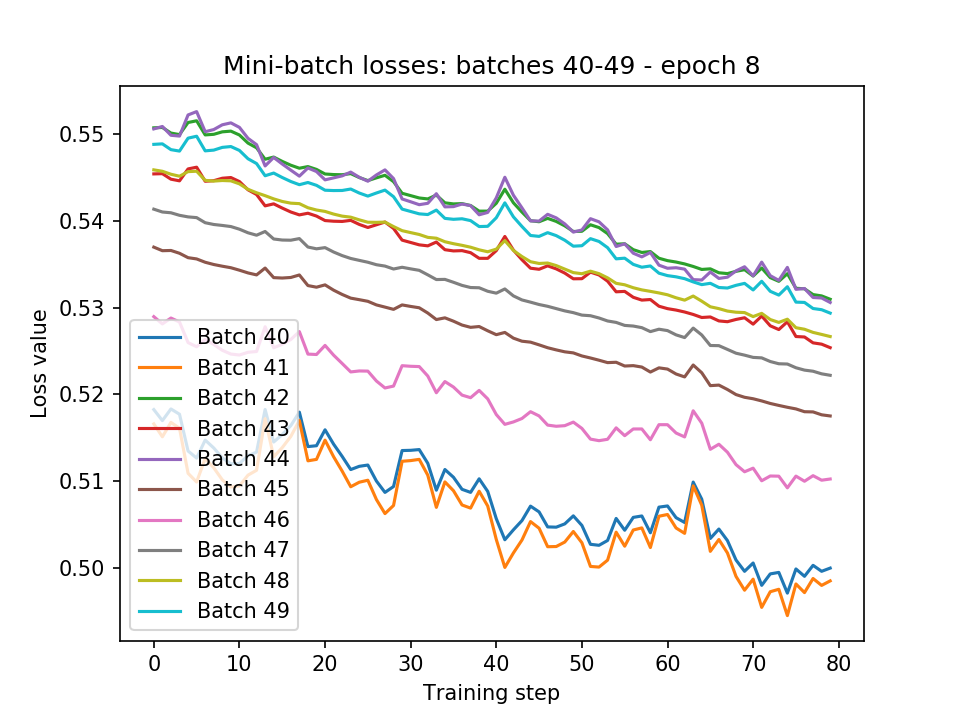 Mini-batch losses: batches 40-49 - epoch 8
Loss value
0.55
0.54
0.53
0.52
0.51
0.50
Batch 40
Batch 41
Batch 42
Batch 43
Batch 44
Batch 45
Batch 46
Batch 47
Batch 48
Batch 49
0 10 20 30 40 50 60 70 80
Training step